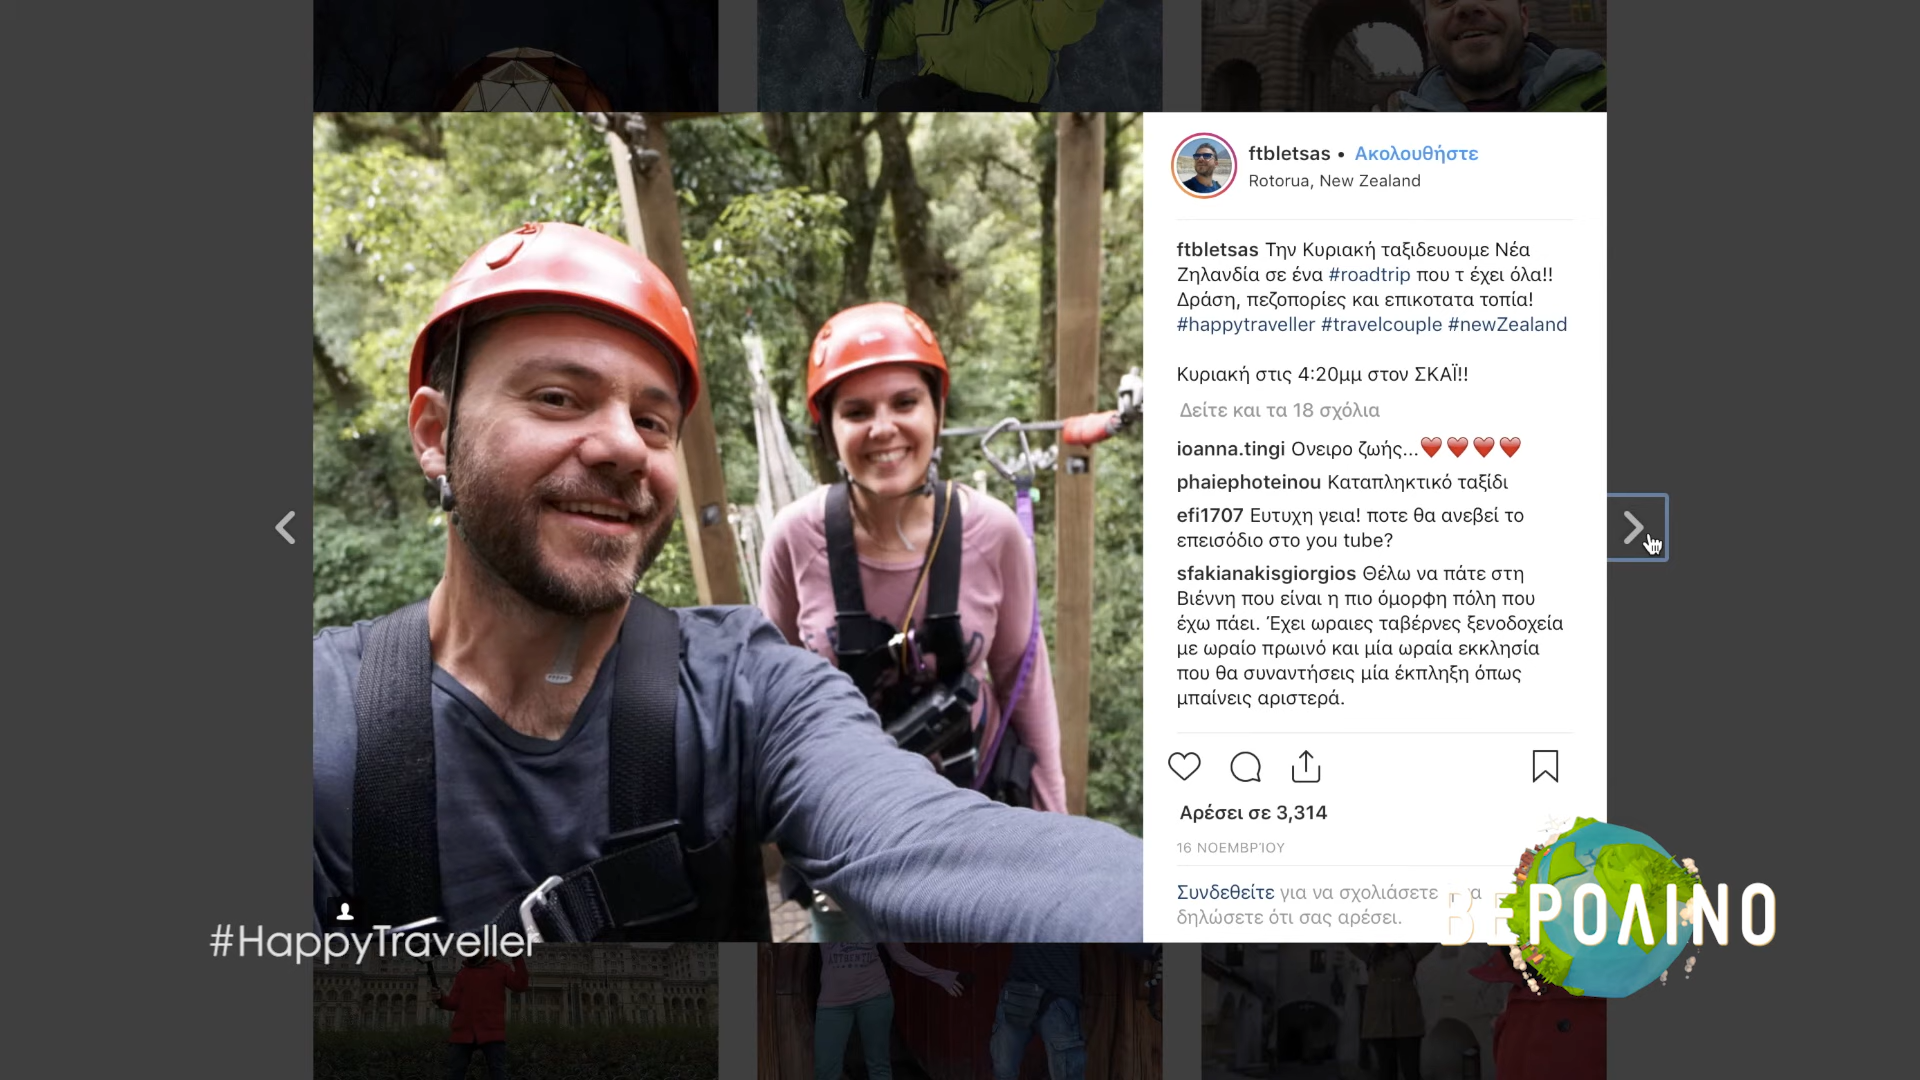 ftbletsas • Ακολουθήστε
Rotorua, New Zealand
ftbletsas Την Κυριακή ταξιδευουμε Νέα
Ζηλανδία σε ένα #roadtrip που τ έχει όλα!!
Δράση, πεζοπορίες και επικοτατα τοπία!
#happytraveller #travelcouple #newZealand
Κυριακή στις 4:20μμ στον ΣΚΑΪ!!
Δείτε και τα 18 σχόλια
ioanna.tingi Ονειρο ζωής...❤❤❤❤
phaiephoteinou Καταπληκτικό ταξίδι
efi1707 Ευτυχη γεια! ποτε θα ανεβεί το
επεισόδιο στο you tube?
sfakianakisgiorgios Θέλω να πάτε στη
Βιέννη που είναι η πιο όμορφη πόλη που
έχω πάει. Έχει ωραιες ταβέρνες ξενοδοχεία
με ωραίο πρωινό και μία ωραία εκκλησία
που θα συναντήσεις μία έκπληξη όπως
μπαίνεις αριστερά.
Αρέσει σε 3,314
16 ΝΟΕΜΒΡΊΟΥ
Συνδεθείτε για να σχολιάσετε
δηλώσετε ότι σας αρέσει.
#HappyTraveller
ΒΕΡΟΛΙΝΟ